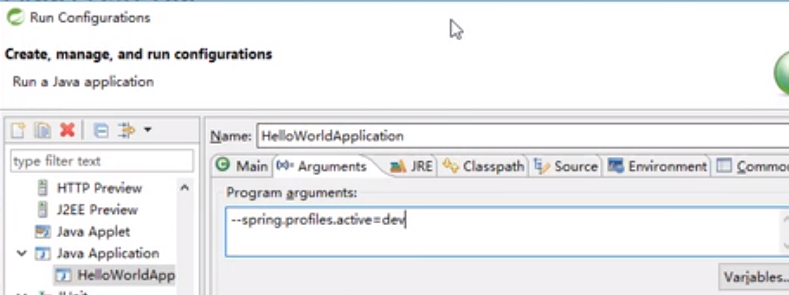 Run Configurations
Create, manage, and run configurations
Run a Java application
Name: HelloWorldApplication
type filter text
Main Arguments JRE Classpath Source Environment Commo
HTTP Preview
J2EE Preview
Java Applet
Java Application
HelloWorldApp
Program arguments:
--spring.profiles.active=dev
Variables...